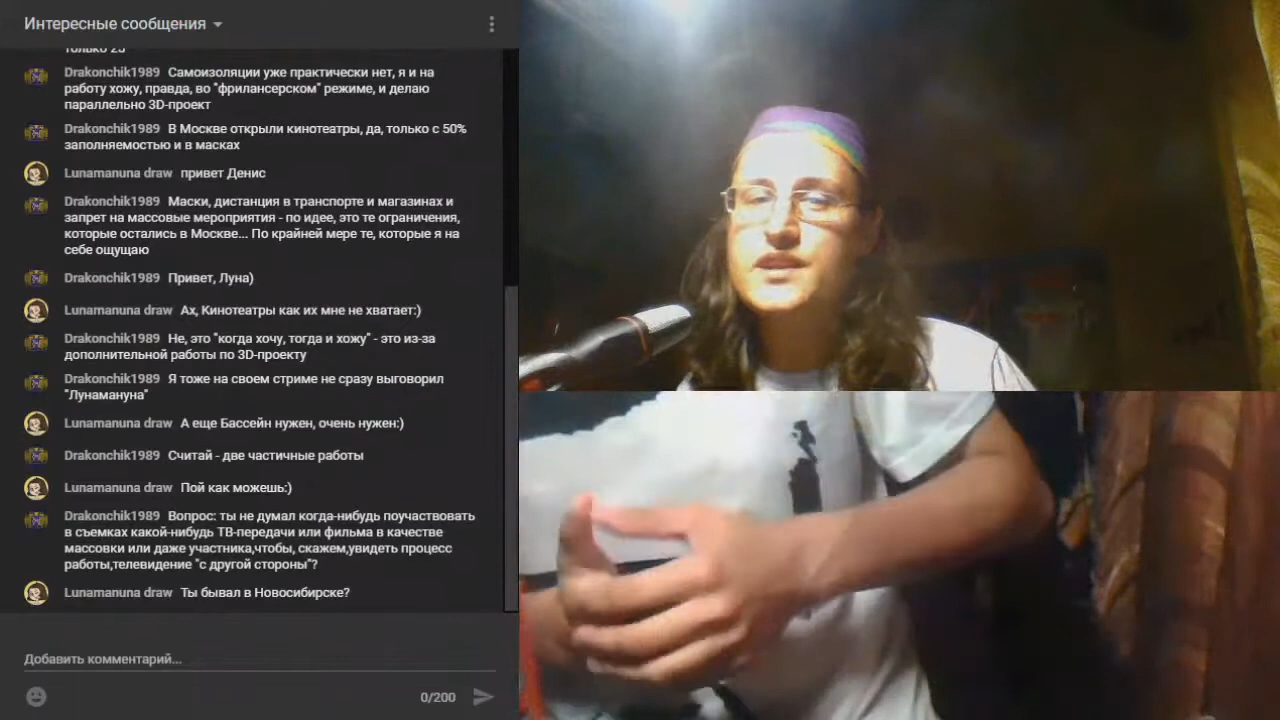 Интересные сообщения
только 25
Drakonchik1989 Самоизоляции уже практически нет, я и на
работу хожу, правда, во "фрилансерском" режиме, и делаю
параллельно 3D-проект
Drakonchik1989 В Москве открыли кинотеатры, да, только с 50%
заполняемостью и в масках
Lunamanuna draw привет Денис
Drakonchik1989 Маски, дистанция в транспорте и магазинах и
запрет на массовые мероприятия - по идее, это те ограничения,
которые остались в Москве... По крайней мере те, которые я на
себе ощущаю
Drakonchik1989 Привет, Луна)
Lunamanuna draw Ах, Кинотеатры как их мне не хватает:)
Drakonchik1989 Не, это "когда хочу, тогда и хожу" - это из-за
дополнительной работы по 3D-проекту
Drakonchik1989 Я тоже на своем стриме не сразу выговорил
"Лунамануна"
Lunamanuna draw А еще Бассейн нужен, очень нужен:)
Drakonchik1989 Считай - две частичные работы
Lunamanuna draw Пой как можешь:)
Drakonchik1989 Вопрос: ты не думал когда-нибудь поучаствовать
в съемках какой-нибудь ТВ-передачи или фильма в качестве
массовки или даже участника,чтобы, скажем,увидеть процесс
работы,телевидение "с другой стороны"?
Lunamanuna draw Ты бывал в Новосибирске?
Добавить комментарий...
0/200